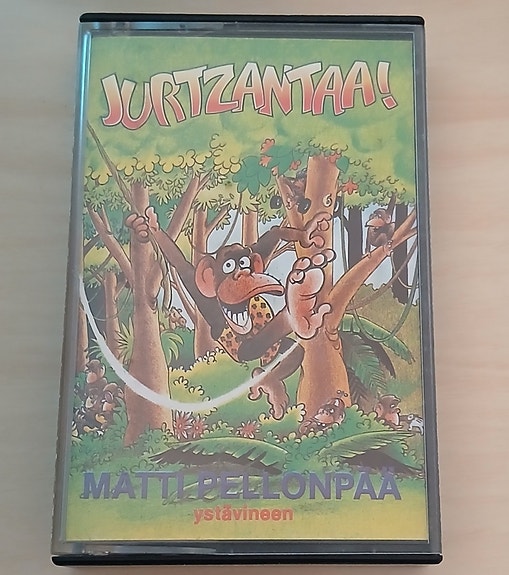 JURTZANTAA!
MATTI PELLONPÄÄ
ystävineen